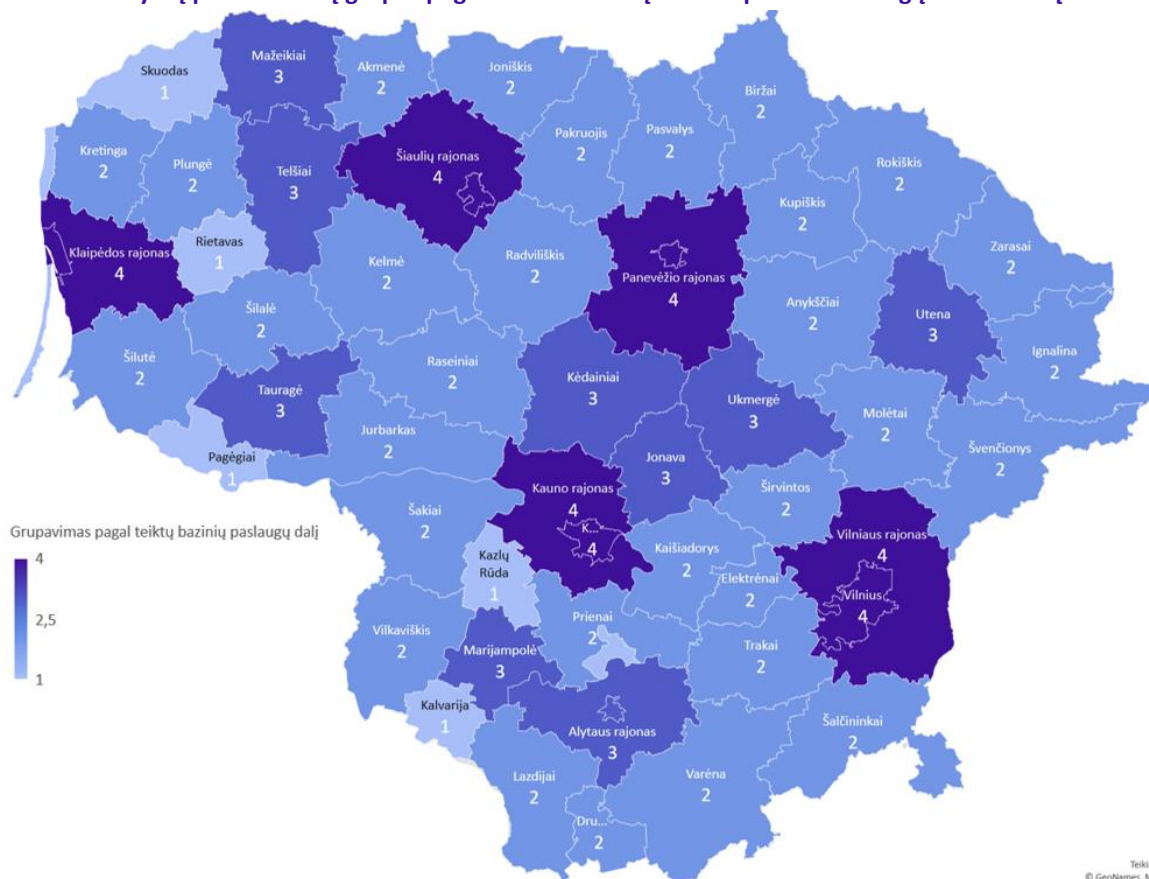 Skuodas
1
Mažeikiai
3
Akmenė
2
Joniškis
2
Biržai
2
Kretinga
2
Plungė
2
Telšiai
3
Šiaulių rajonas
4
Pakruojis
2
Pasvalys
2
Rokiškis
2
Kupiškis
2
Klaipėdos rajonas
4
Rietavas
1
Kelmė
2
Radviliškis
2
Panevėžio rajonas
4
Zarasai
2
Anykščiai
2
Utena
3
Šilalė
2
Šilutė
2
Ignalina
2
Raseiniai
2
Kėdainiai
3
Tauragė
3
Ukmergė
3
Molėtai
2
Jurbarkas
2
Pagėgiai
1
Jonava
3
Švenčionys
2
Kauno rajonas
4
K...
4
Širvintos
2
Šakiai
2
Vilniaus rajonas
4
Kaišiadorys
2
Kazlų
Rūda
1
Elektrėnai
2
Vilnius
4
Prienai
2
Vilkaviškis
2
Marijampolė
3
Trakai
2
Kalvarija
1
Alytaus rajonas
3
Šalčininkai
2
Lazdijai
2
Varėna
2
Dru...
2
Grupavimas pagal teiktų bazinių paslaugų dalį
4
2,5
1
Teiki
© GeoNames, M